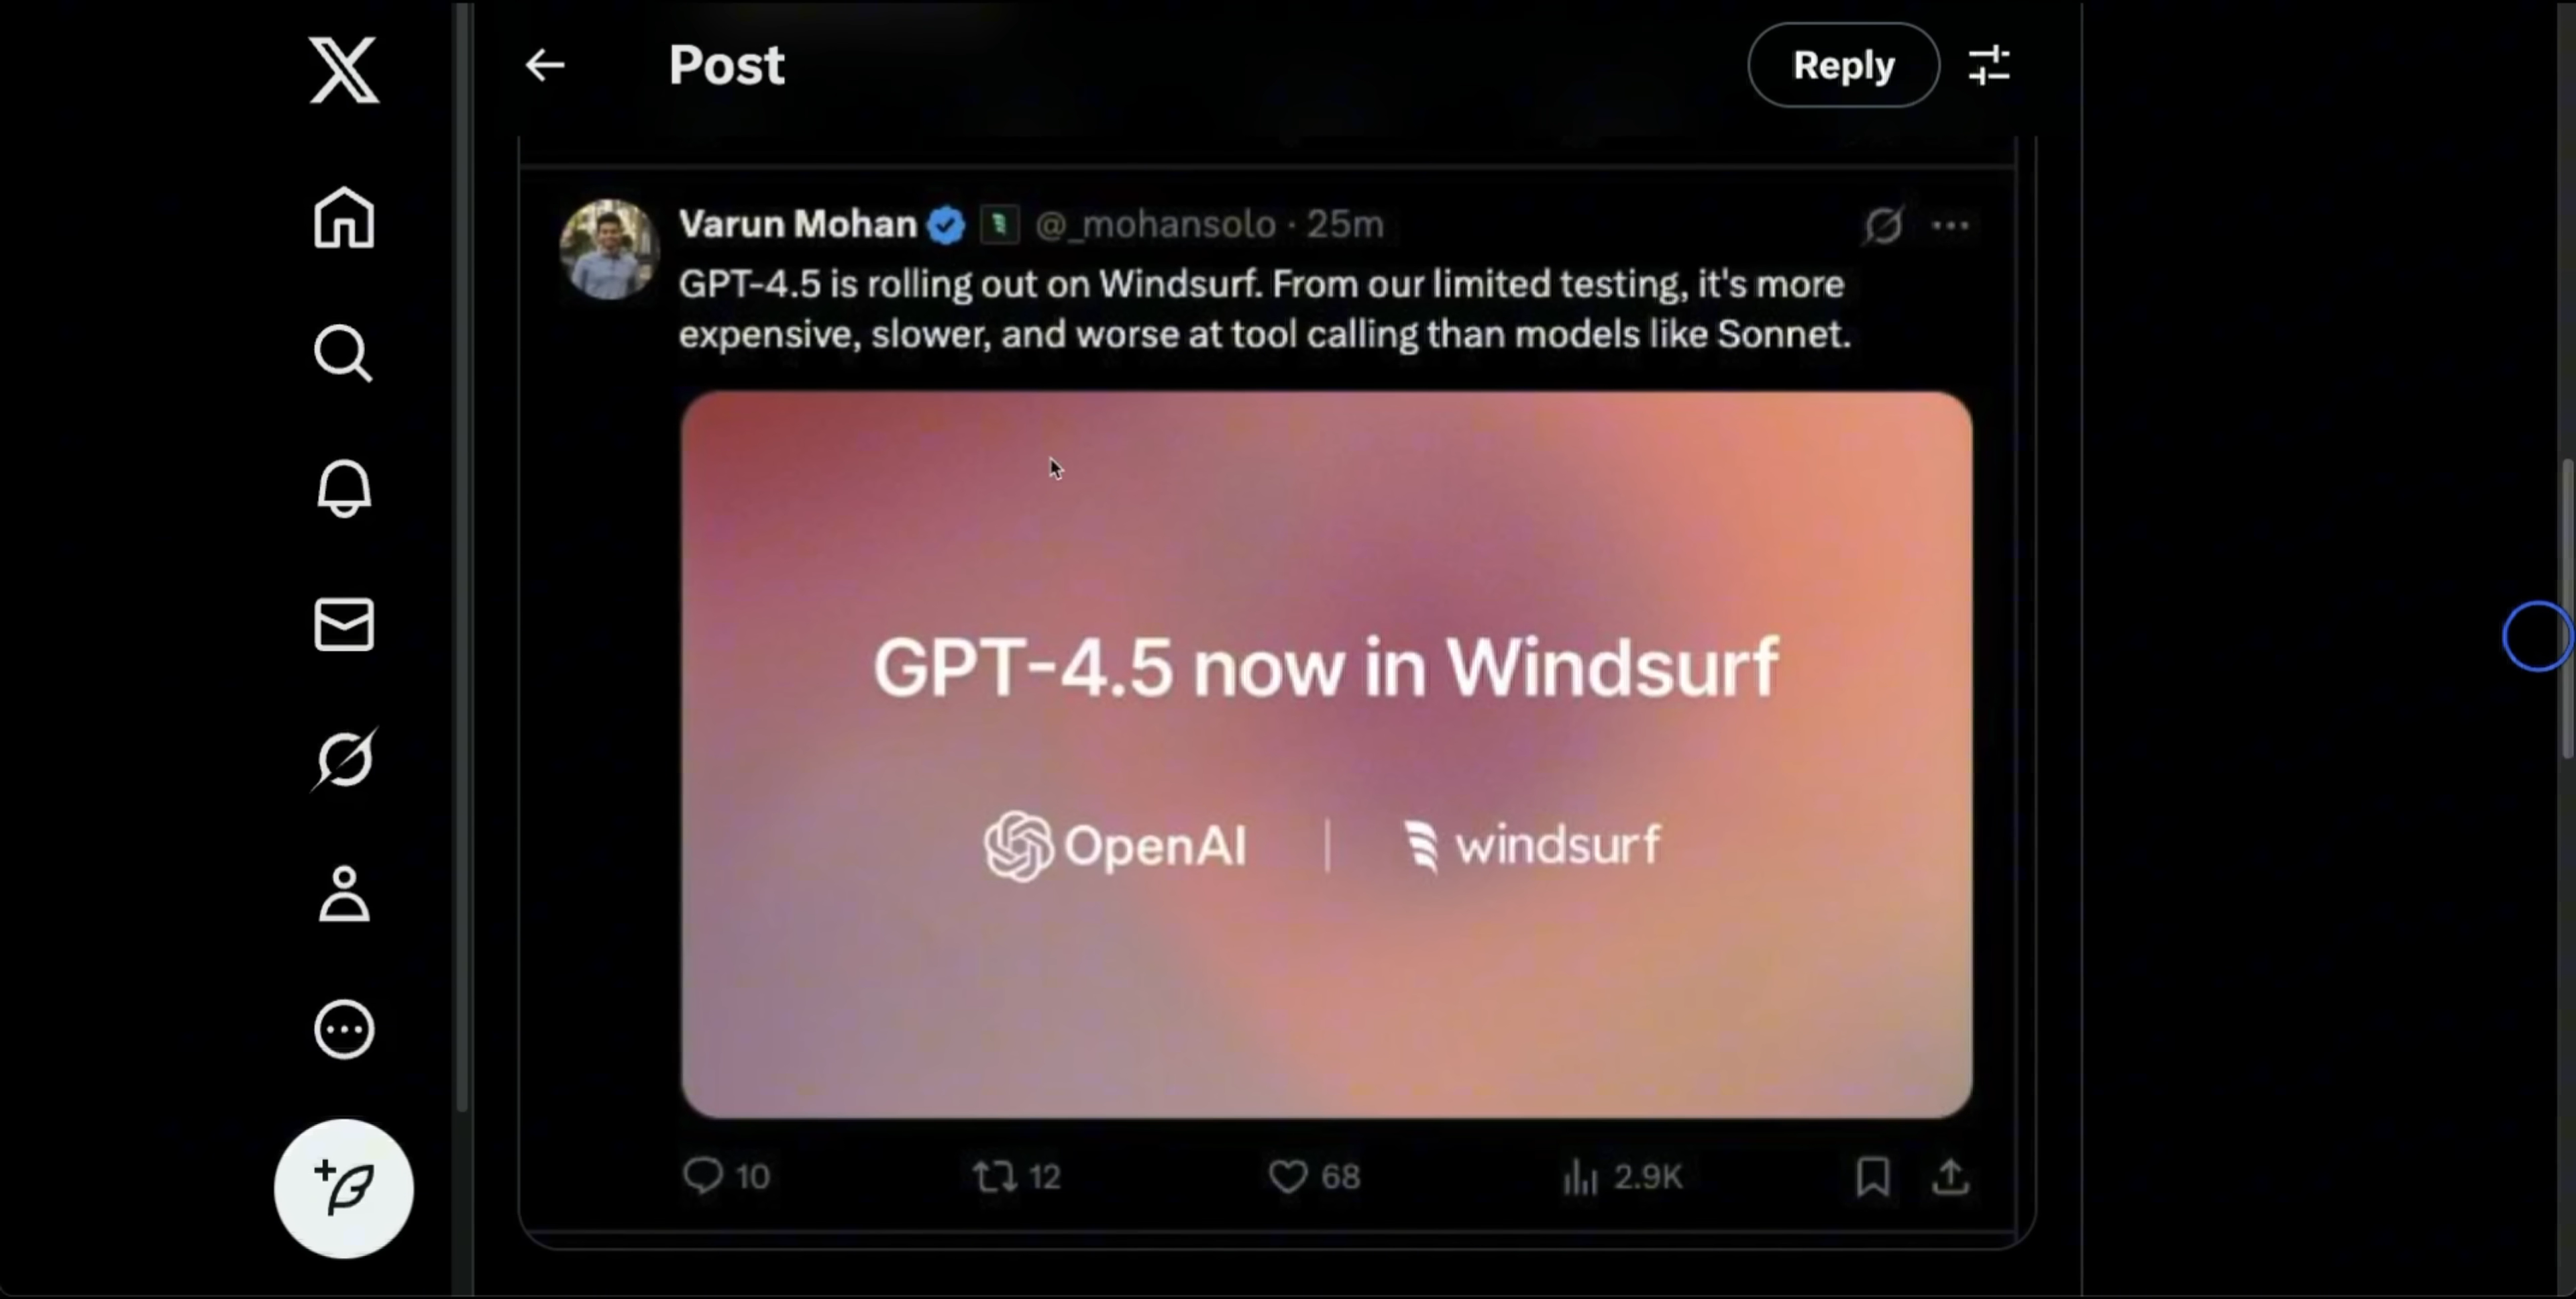 Post
Reply
Varun Mohan @_mohansolo · 25m
GPT-4.5 is rolling out on Windsurf. From our limited testing, it's more
expensive, slower, and worse at tool calling than models like Sonnet.
GPT-4.5 now in Windsurf
OpenAI | windsurf
10 12 68 2.9K